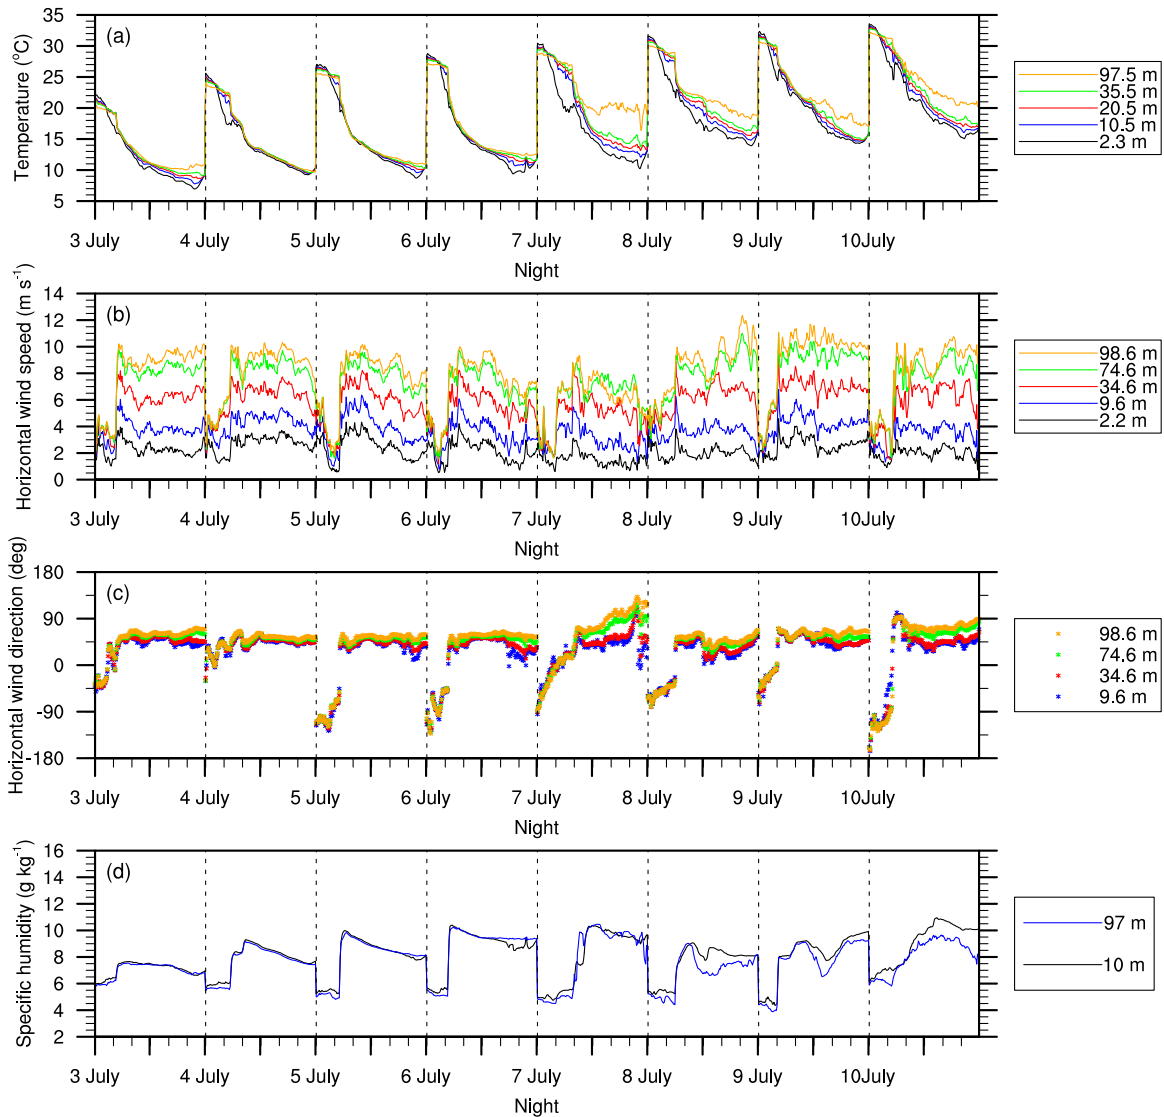 (a)
Temperature (°C)
35
30
25
20
15
10
5
3 July 4 July 5 July 6 July 7 July 8 July 9 July 10July
Night
97.5 m
35.5 m
20.5 m
10.5 m
2.3 m
(b)
Horizontal wind speed (m s⁻¹)
14
12
10
8
6
4
2
0
3 July 4 July 5 July 6 July 7 July 8 July 9 July 10July
Night
98.6 m
74.6 m
34.6 m
9.6 m
2.2 m
(c)
Horizontal wind direction (deg)
180
90
0
-90
-180
3 July 4 July 5 July 6 July 7 July 8 July 9 July 10July
Night
98.6 m
74.6 m
34.6 m
9.6 m
(d)
Specific humidity (g kg⁻¹)
16
14
12
10
8
6
4
2
3 July 4 July 5 July 6 July 7 July 8 July 9 July 10July
Night
97 m
10 m